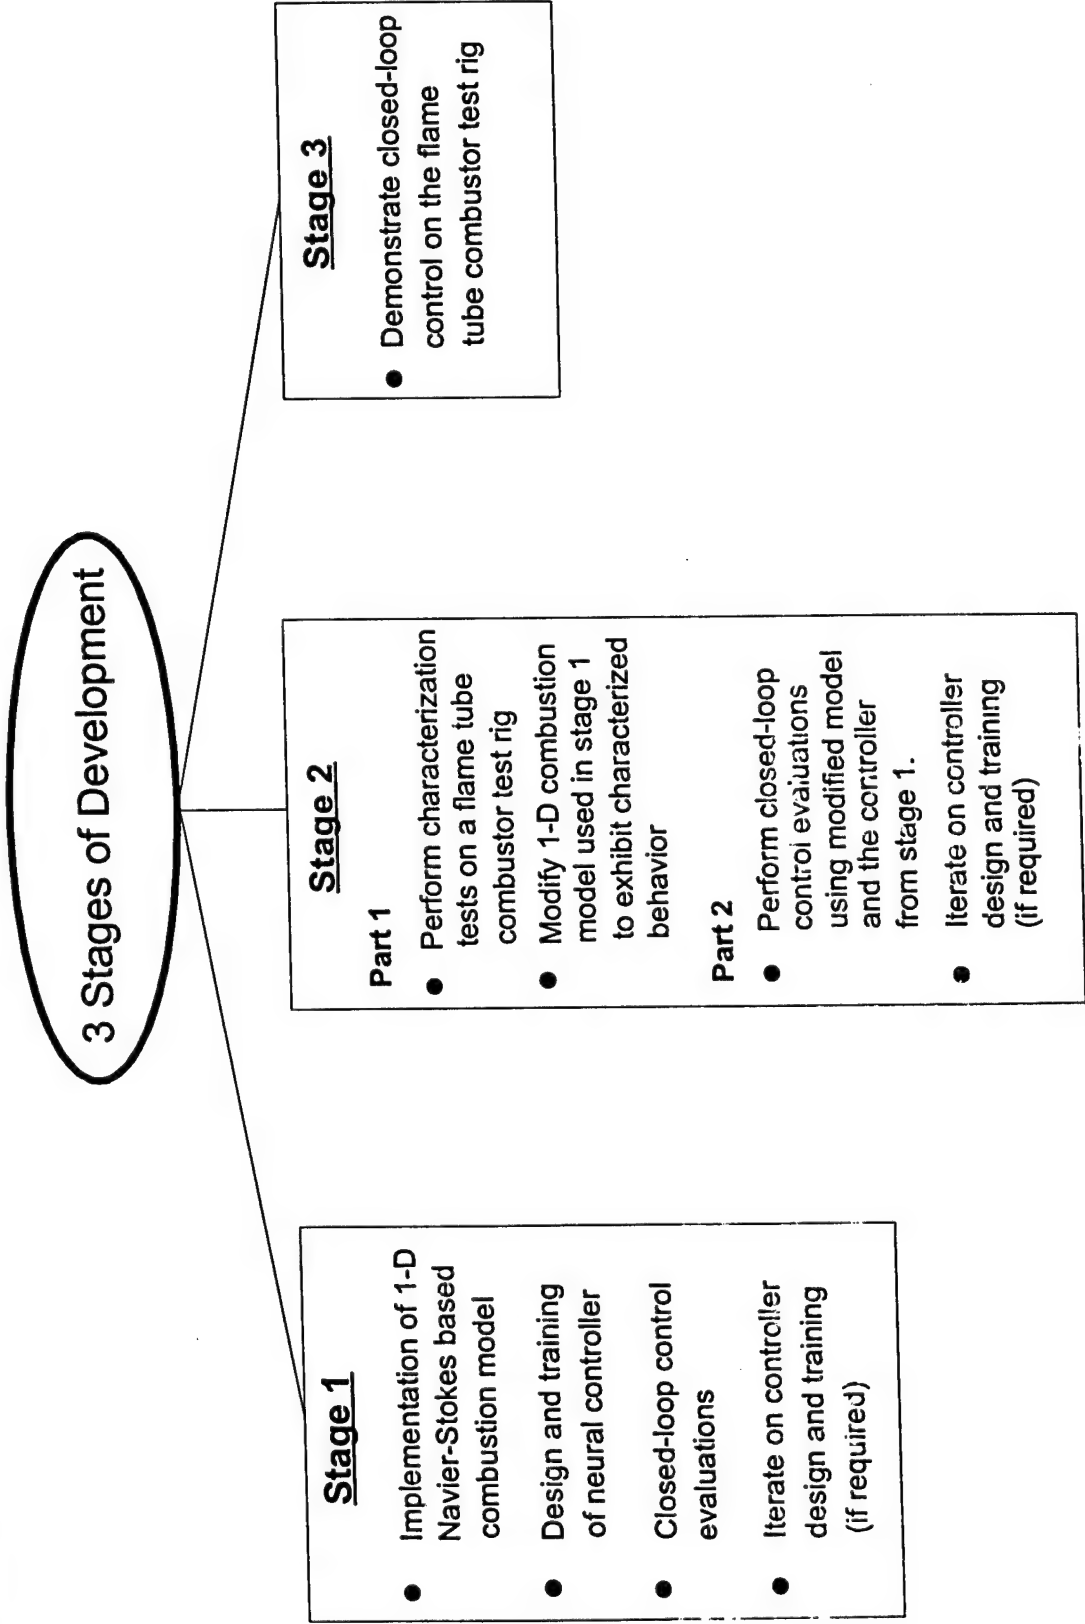 3 Stages of Development
Stage 1
● Implementation of 1-D
Navier-Stokes based
combustion model
● Design and training
of neural controller
● Closed-loop control
evaluations
● Iterate on controller
design and training
(if required)
Stage 2
Part 1
● Perform characterization
tests on a flame tube
combustor test rig
● Modify 1-D combustion
model used in stage 1
to exhibit characterized
behavior
Part 2
● Perform closed-loop
control evaluations
using modified model
and the controller
from stage 1.
● Iterate on controller
design and training
(if required)
Stage 3
● Demonstrate closed-loop
control on the flame
tube combustor test rig